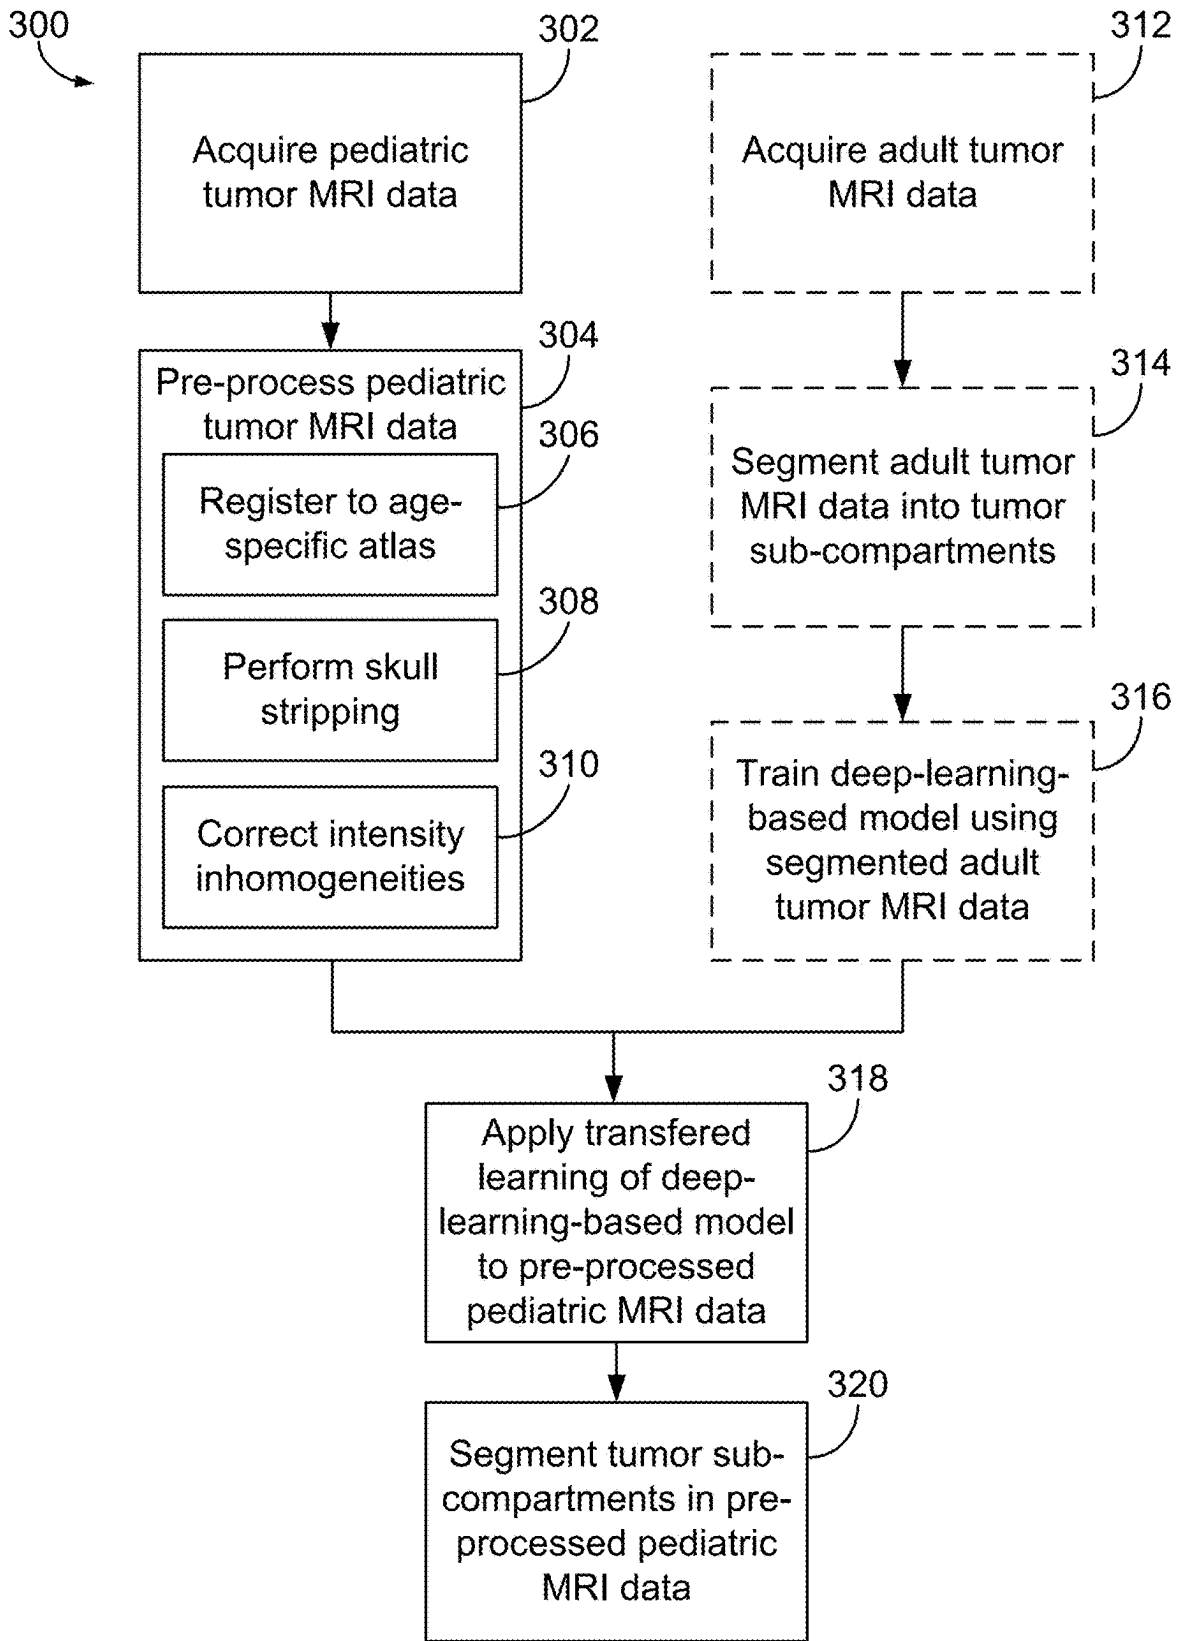 300
302
Acquire pediatric
tumor MRI data
304
Pre-process pediatric
tumor MRI data
306
Register to age-
specific atlas
308
Perform skull
stripping
310
Correct intensity
inhomogeneities
312
Acquire adult tumor
MRI data
314
Segment adult tumor
MRI data into tumor
sub-compartments
316
Train deep-learning-
based model using
segmented adult
tumor MRI data
318
Apply transfered
learning of deep-
learning-based model
to pre-processed
pediatric MRI data
320
Segment tumor sub-
compartments in pre-
processed pediatric
MRI data